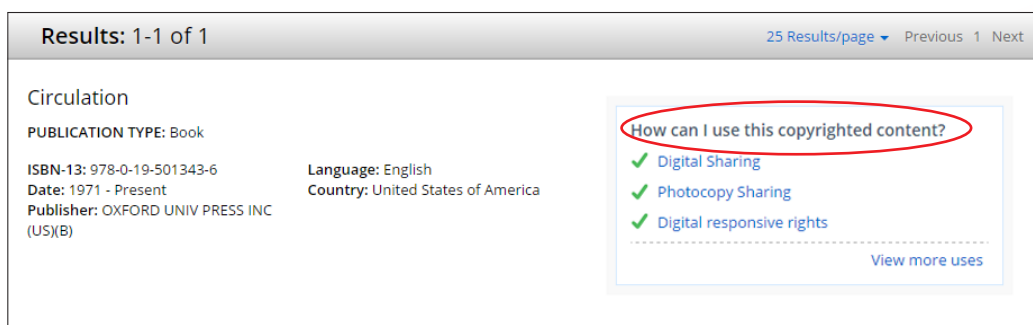 Results: 1-1 of 1
25 Results/page Previous 1 Next
Circulation
PUBLICATION TYPE: Book
ISBN-13: 978-0-19-501343-6
Date: 1971 - Present
Publisher: OXFORD UNIV PRESS INC
(US)(B)
Language: English
Country: United States of America
How can I use this copyrighted content?
Digital Sharing
Photocopy Sharing
Digital responsive rights
View more uses